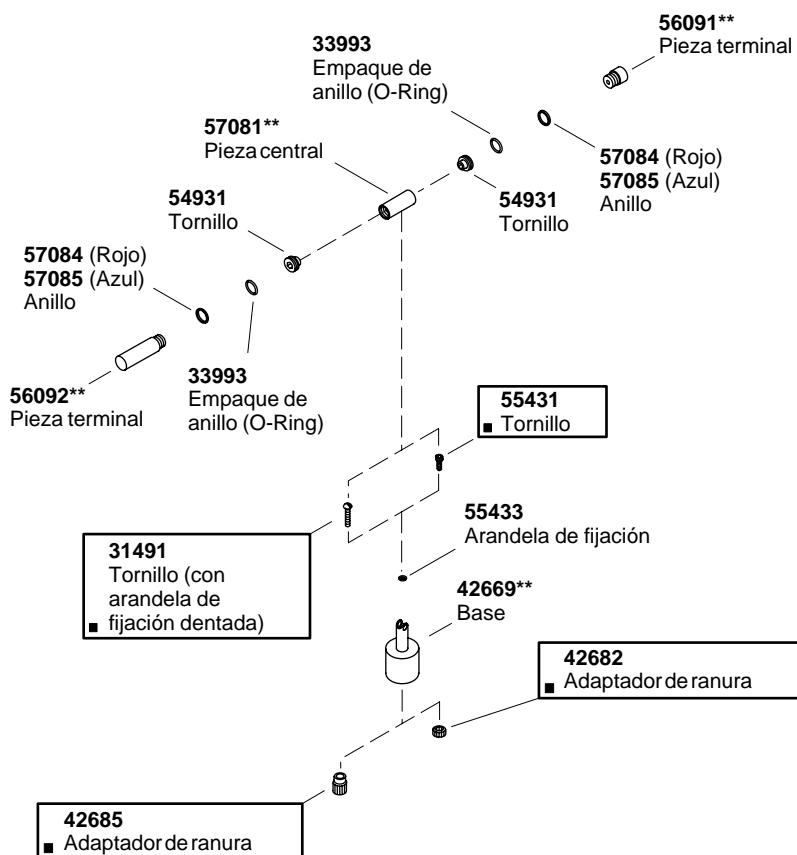 56091**
Pieza terminal
33993
Empaque de
anillo (O-Ring)
57081**
Pieza central
57084 (Rojo)
57085 (Azul)
Anillo
54931
Tornillo
54931
Tornillo
57084 (Rojo)
57085 (Azul)
Anillo
56092**
Pieza terminal
33993
Empaque de
anillo (O-Ring)
55431
■ Tornillo
31491
Tornillo (con
arandela de
■ fijación dentada)
55433
Arandela de fijación
42669**
Base
42682
■ Adaptador de ranura
42685
■ Adaptador de ranura